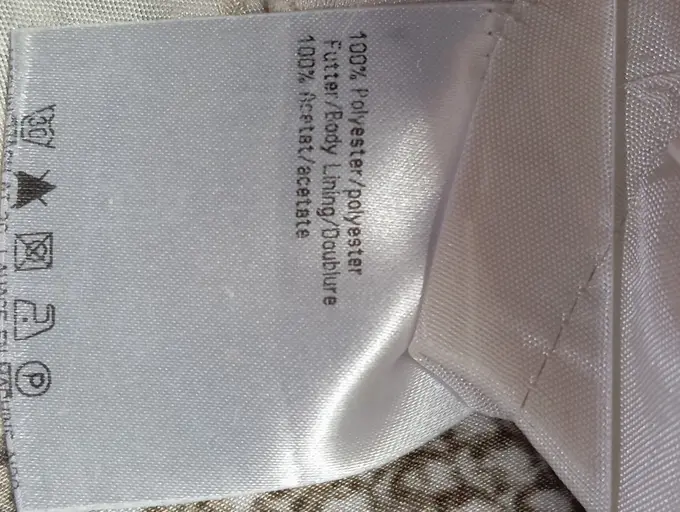 100% Polyester/polyester
Futter/Body Lining/Doublure
100% Acetat/acetate
30
P